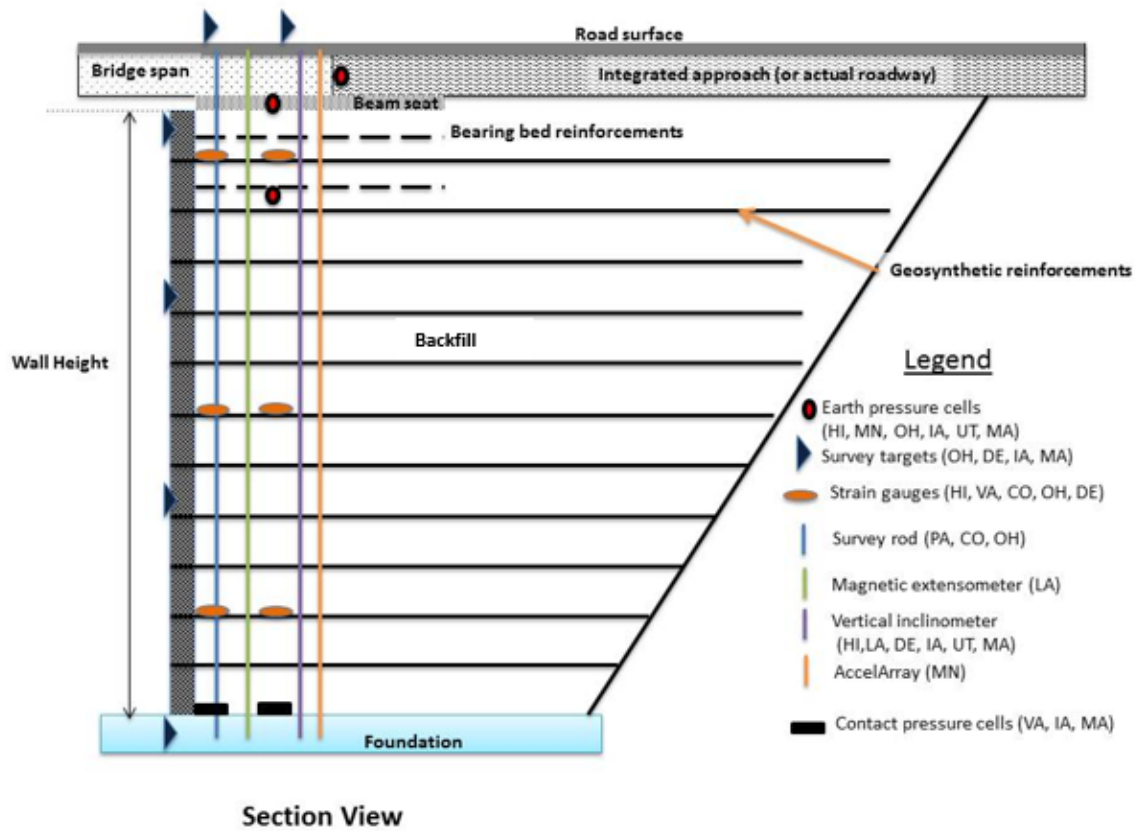 Road surface
Bridge span
Integrated approach (or actual roadway)
Beam seat
Bearing bed reinforcements
Geosynthetic reinforcements
Backfill
Wall Height
Legend
Earth pressure cells
(HI, MN, OH, IA, UT, MA)
Survey targets (OH, DE, IA, MA)
Strain gauges (HI, VA, CO, OH, DE)
Survey rod (PA, CO, OH)
Magnetic extensometer (LA)
Vertical inclinometer
(HI,LA, DE, IA, UT, MA)
AccelArray (MN)
Contact pressure cells (VA, IA, MA)
Foundation
Section View